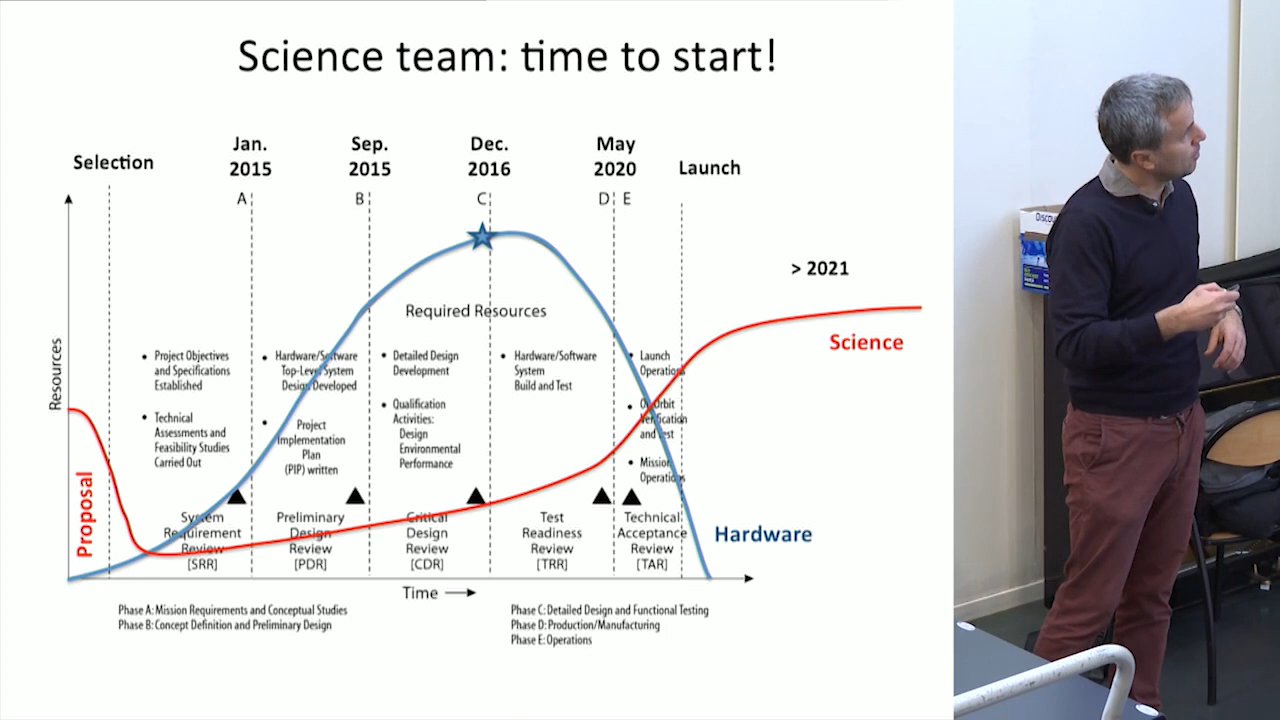 Science team: time to start!
Selection
Jan.
2015
Sep.
2015
Dec.
2016
May
2020
Launch
A
B
C
D
E
> 2021
Resources
Required Resources
Science
• Project Objectives
and Specifications
Established
• Technical
Assessments and
Feasibility Studies
Carried Out
• Hardware/Software
Top-Level System
Design Developed
• Project
Implementation
Plan
(PIP) written
• Detailed Design
Development
• Qualification
Activities:
Design
Environmental
Performance
• Hardware/Software
System
Build and Test
• Launch
Operations
• On-Orbit
Verification
and Test
• Mission
Operations
Proposal
System
Requirement
Review
[SRR]
Preliminary
Design
Review
[PDR]
Critical
Design
Review
[CDR]
Test
Readiness
Review
[TRR]
Technical
Acceptance
Review
[TAR]
Hardware
Time
Phase A: Mission Requirements and Conceptual Studies
Phase B: Concept Definition and Preliminary Design
Phase C: Detailed Design and Functional Testing
Phase D: Production/Manufacturing
Phase E: Operations